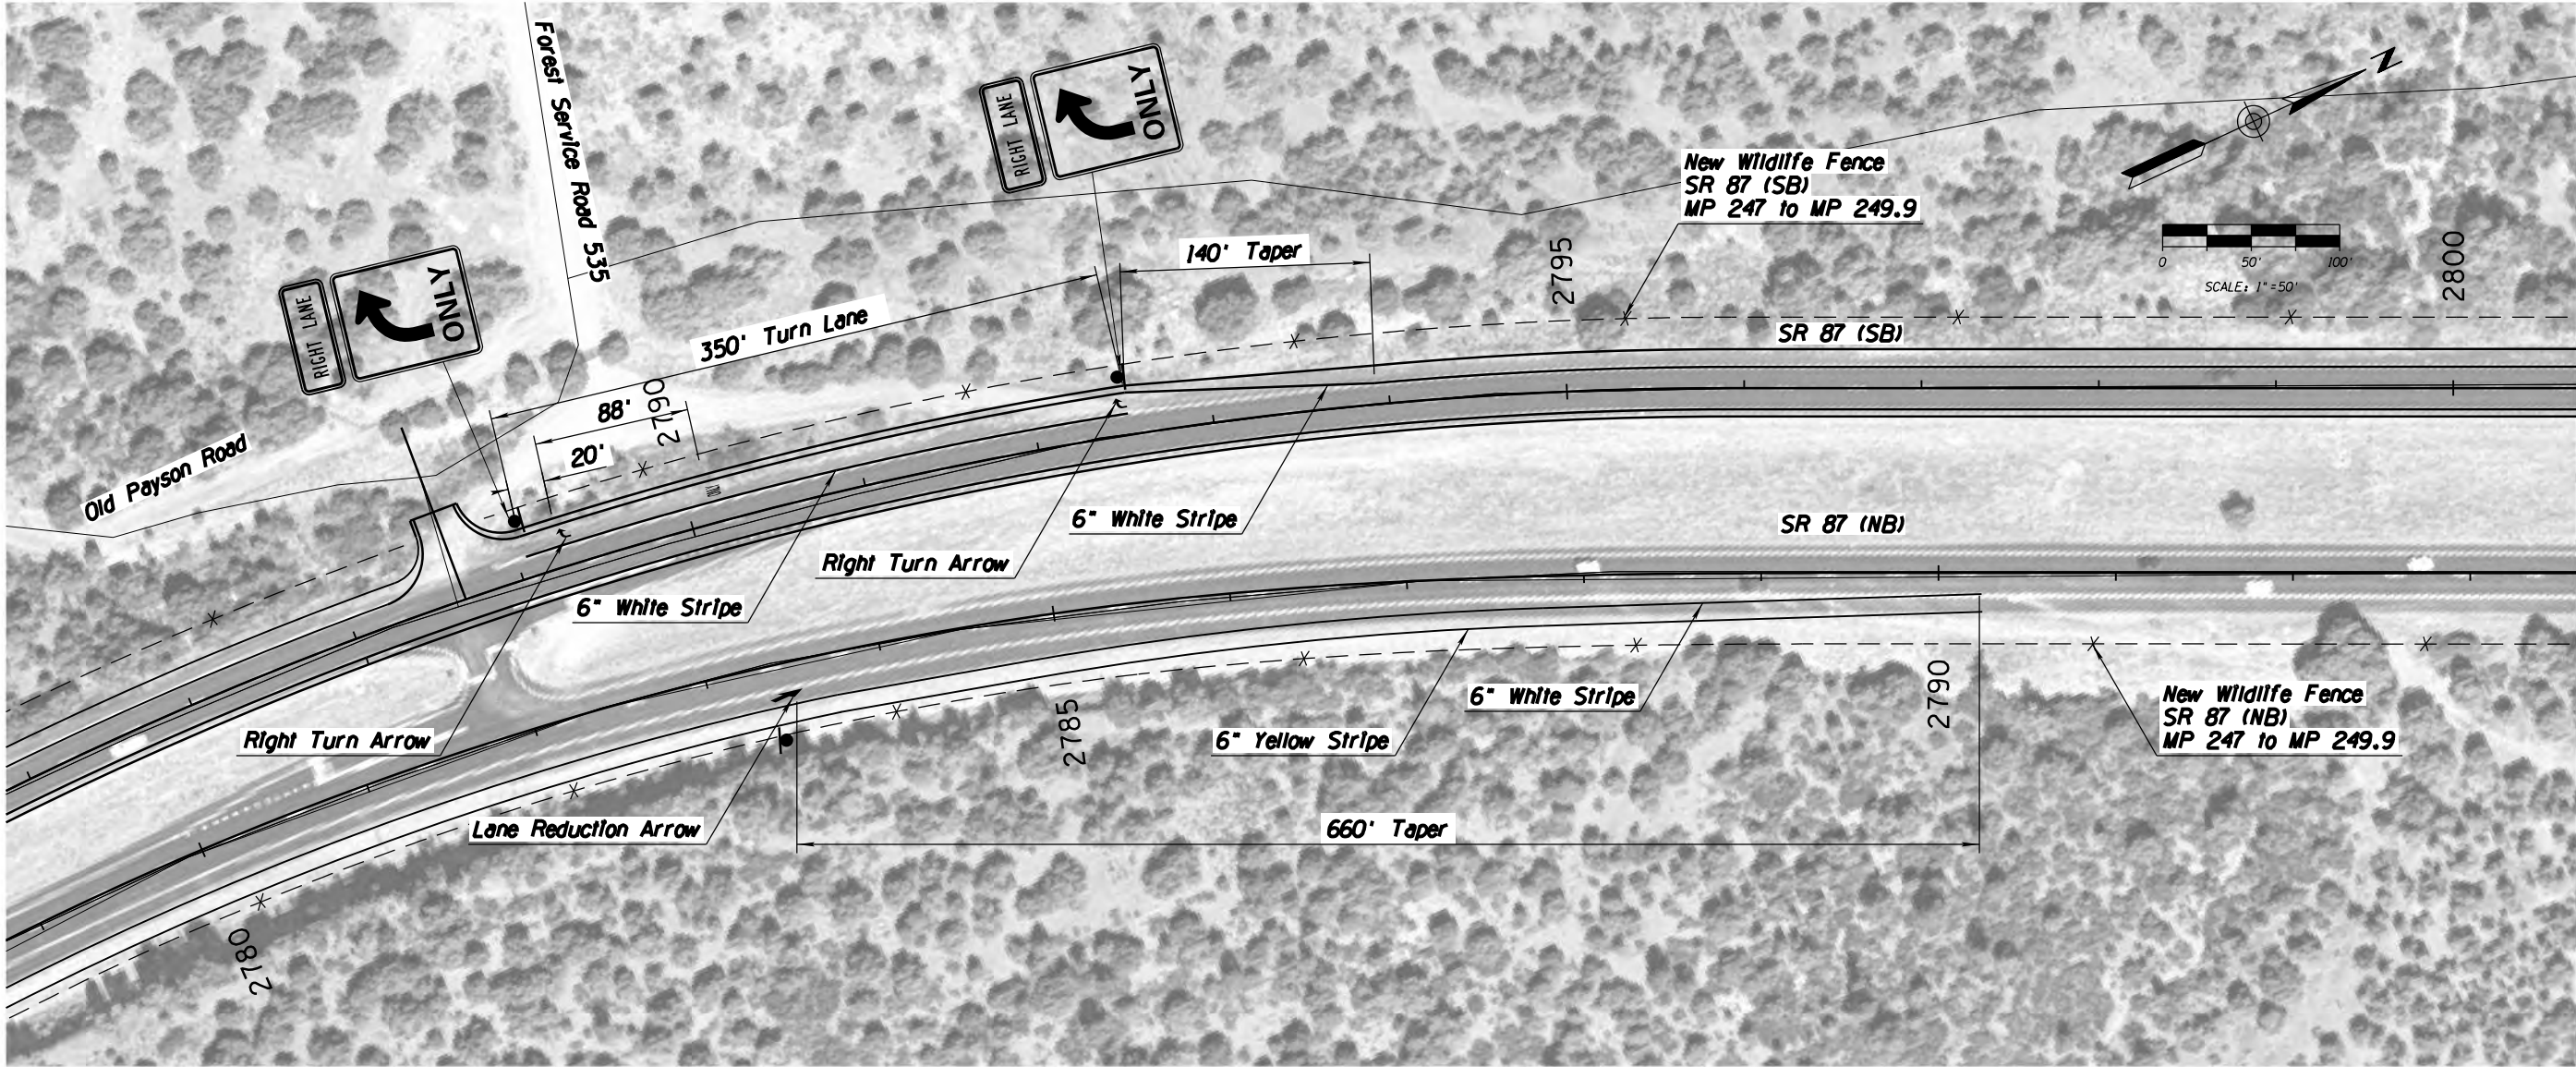 Forest Service Road 535
RIGHT LANE
ONLY
RIGHT LANE
ONLY
N
New Wildlife Fence
SR 87 (SB)
MP 247 to MP 249.9
140' Taper
2795
2800
0 50' 100'
SCALE: 1"=50'
350' Turn Lane
SR 87 (SB)
88'
2790
20'
Old Payson Road
6" White Stripe
SR 87 (NB)
Right Turn Arrow
6" White Stripe
6" White Stripe
2785
2790
New Wildlife Fence
SR 87 (NB)
MP 247 to MP 249.9
Right Turn Arrow
6" Yellow Stripe
Lane Reduction Arrow
660' Taper
2780